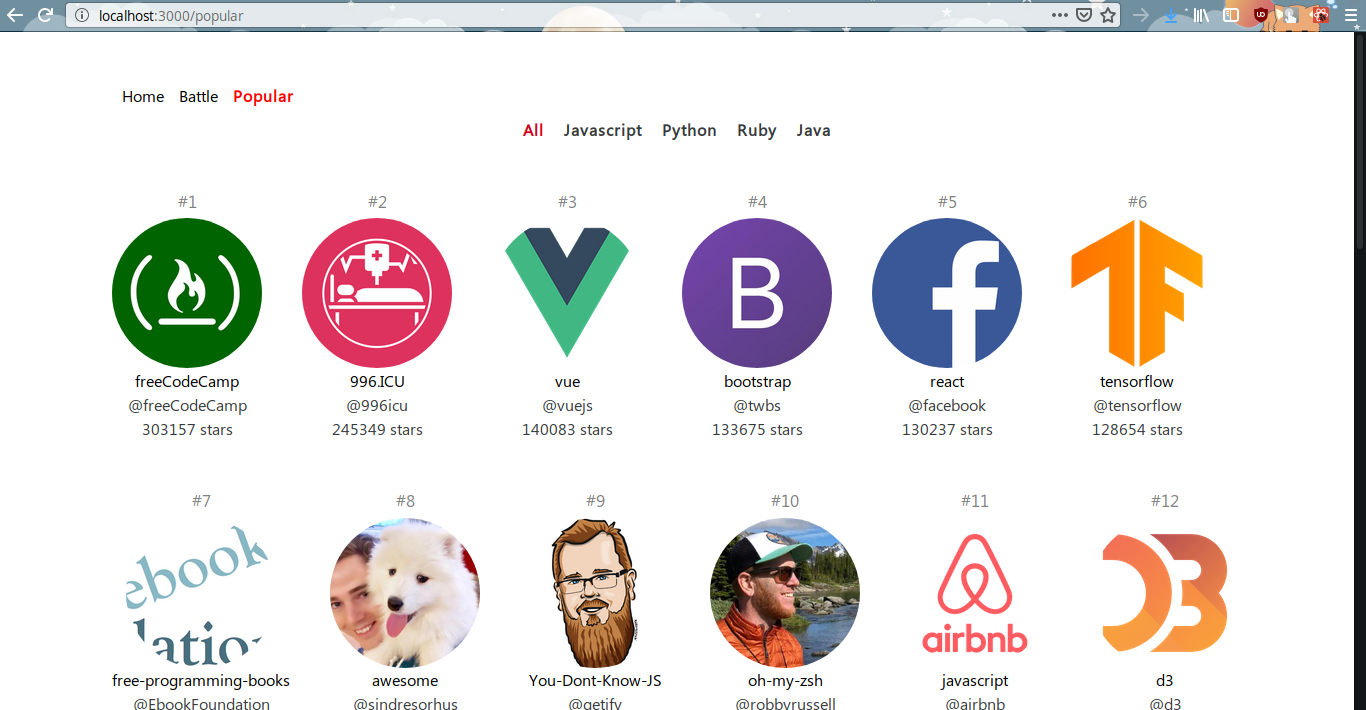 localhost:3000/popular
Home Battle Popular
All Javascript Python Ruby Java
#1 #2 #3 #4 #5 #6
B f
freeCodeCamp 996.ICU vue bootstrap react tensorflow
@freeCodeCamp @996icu @vuejs @twbs @facebook @tensorflow
303157 stars 245349 stars 140083 stars 133675 stars 130237 stars 128654 stars
#7 #8 #9 #10 #11 #12
ebook
lation
D3
airbnb
free-programming-books awesome You-Dont-Know-JS oh-my-zsh javascript d3
@EbookFoundation @sindresorhus @getify @robbyrussell @airbnb @d3